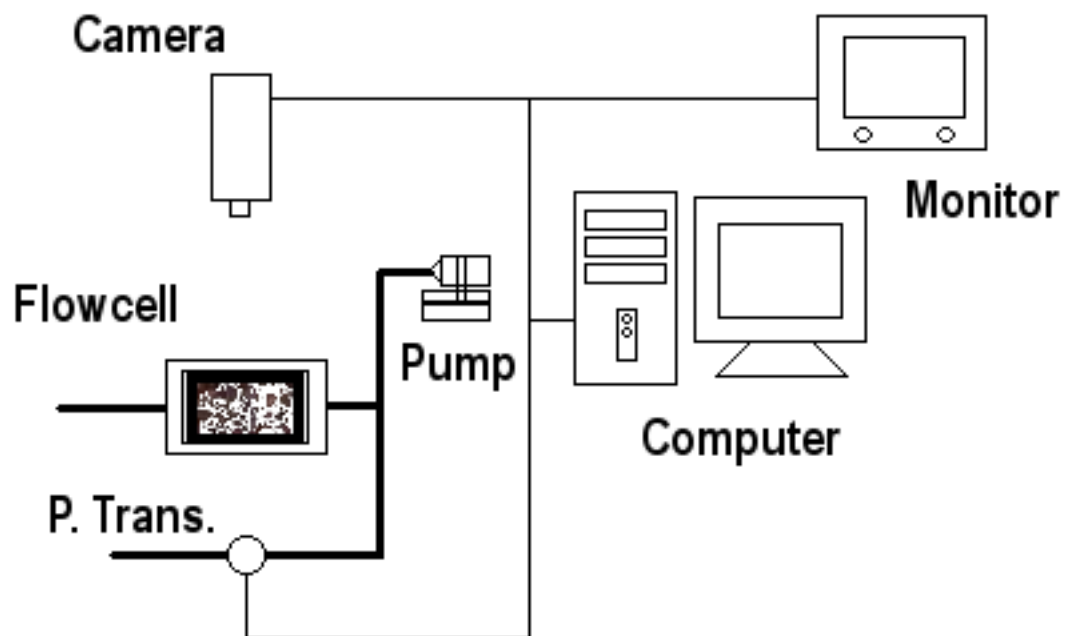 Camera
Monitor
Flowcell
Pump
Computer
P. Trans.